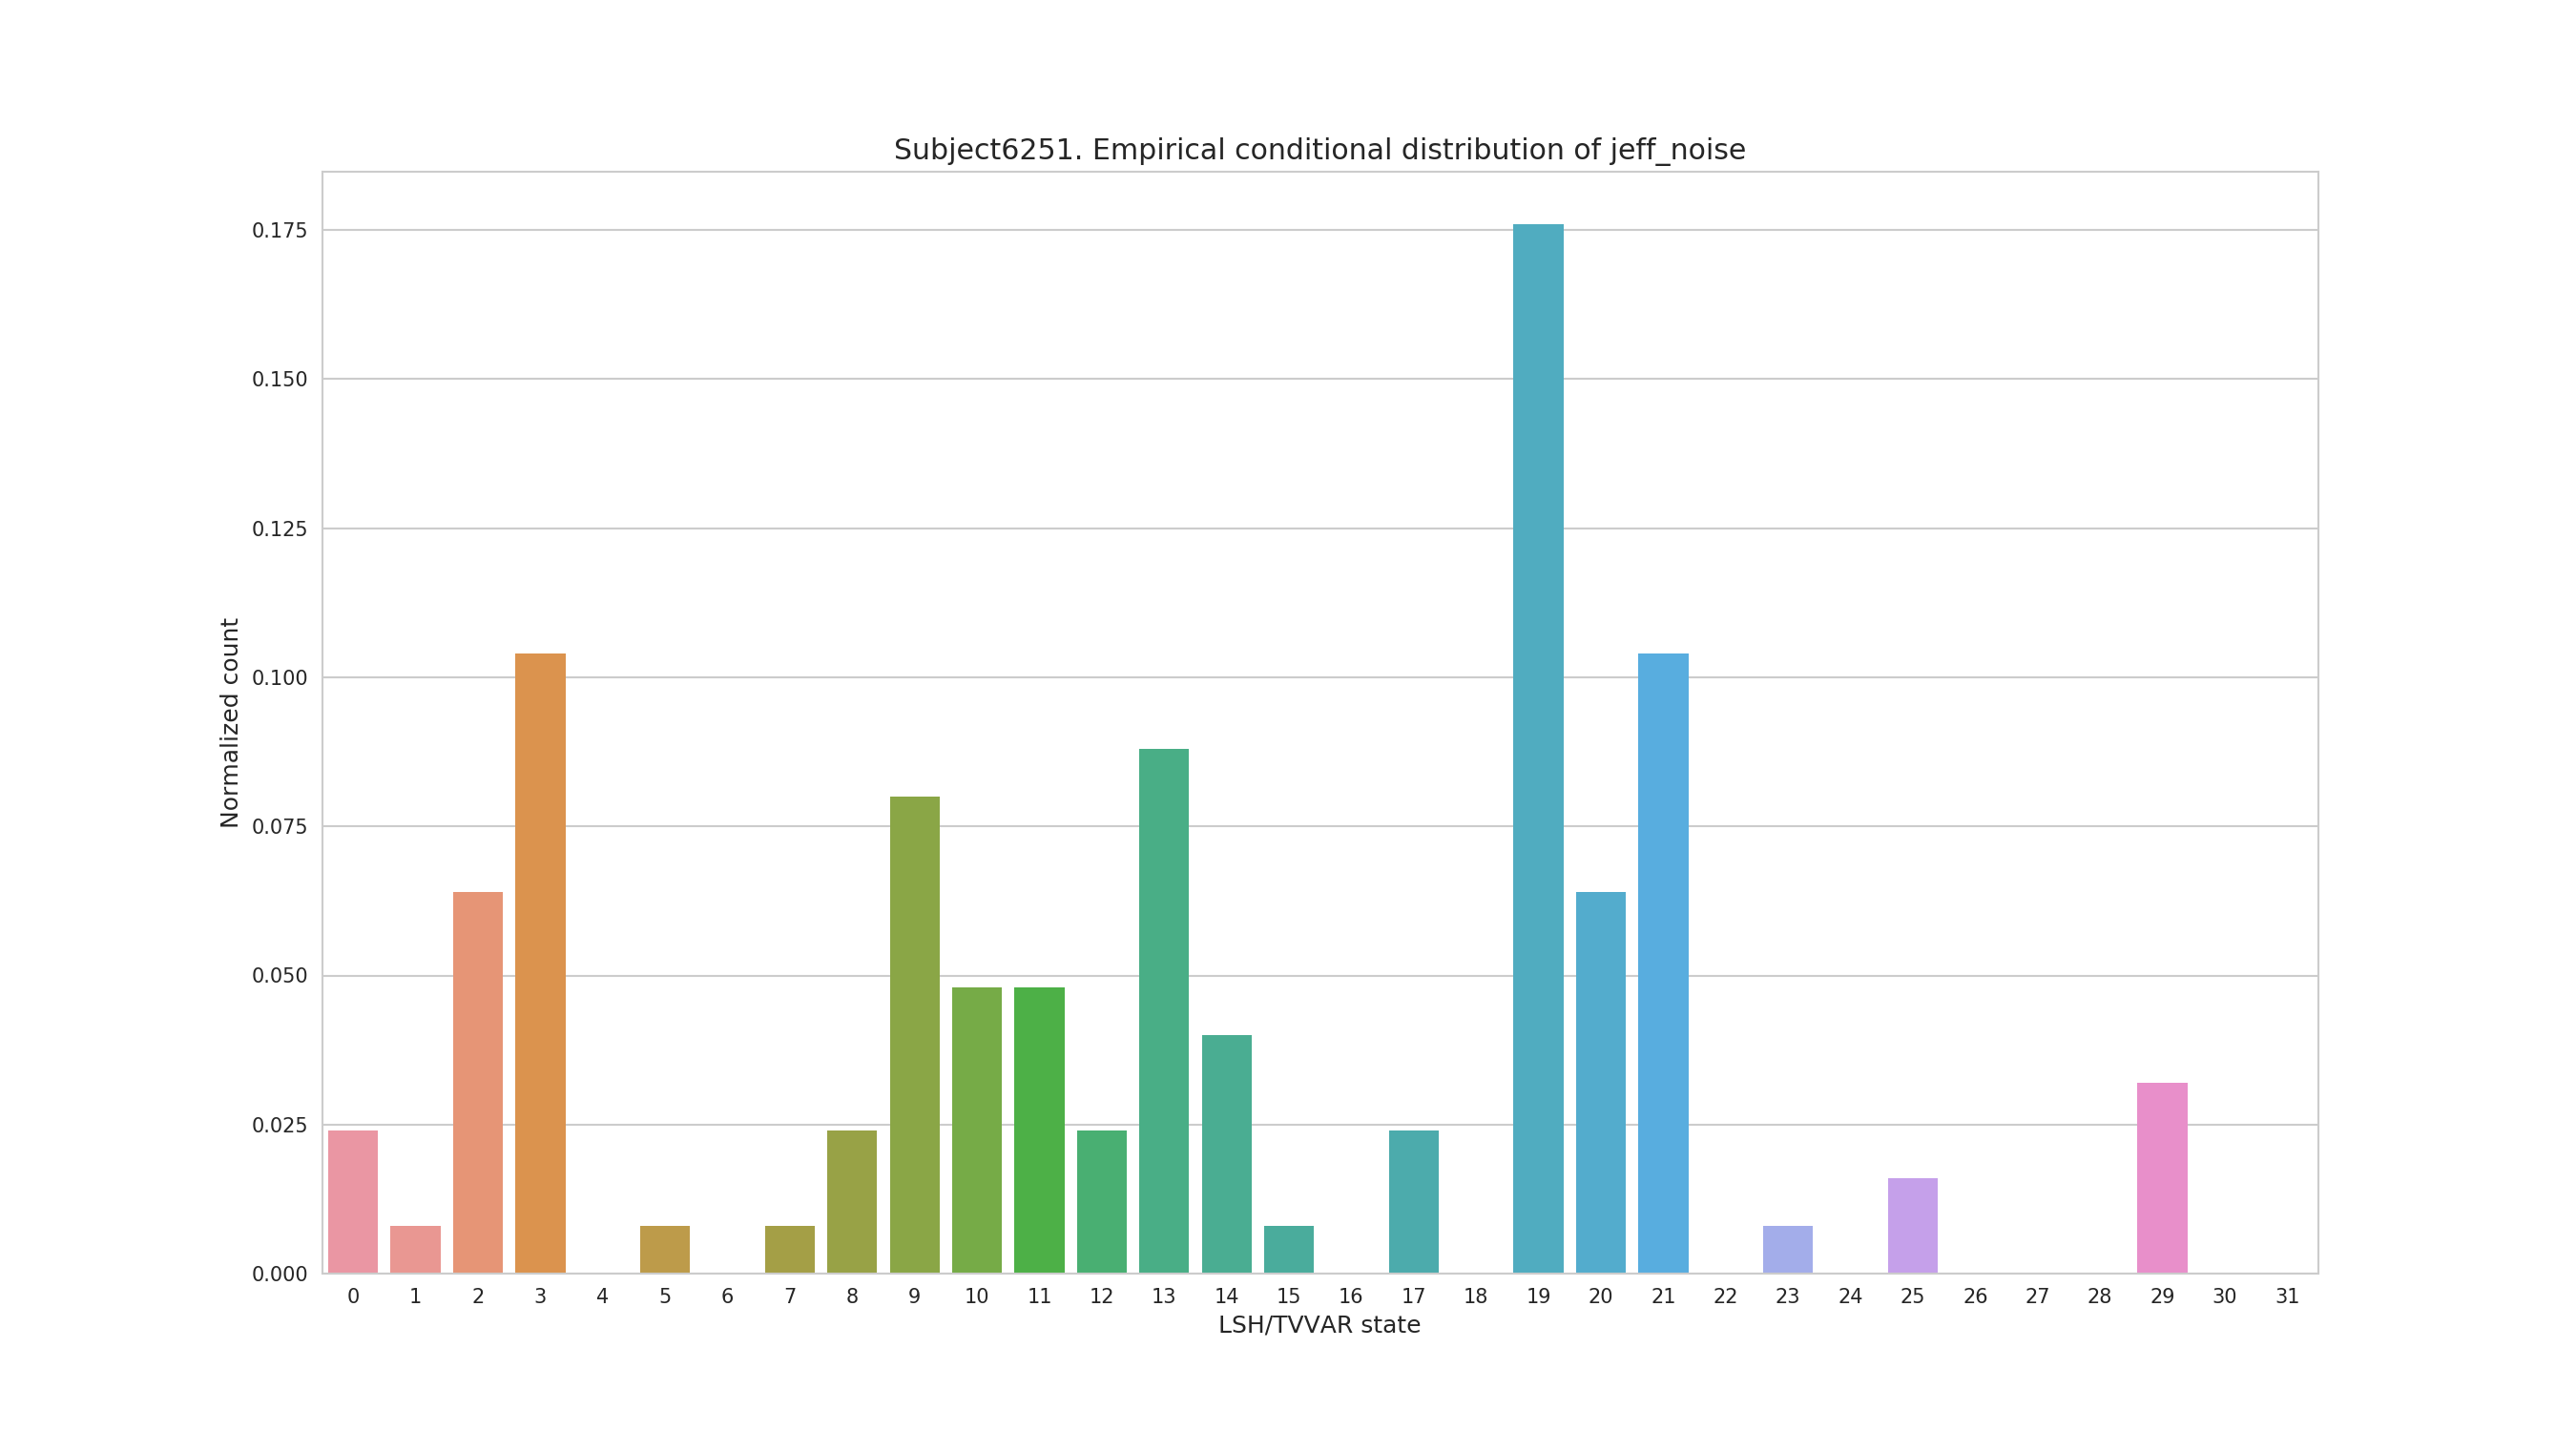 Subject6251. Empirical conditional distribution of jeff_noise
0.175
0.150
0.125
0.100
0.075
0.050
0.025
0.000
Normalized count
0 1 2 3 4 5 6 7 8 9 10 11 12 13 14 15 16 17 18 19 20 21 22 23 24 25 26 27 28 29 30 31
LSH/TVVAR state